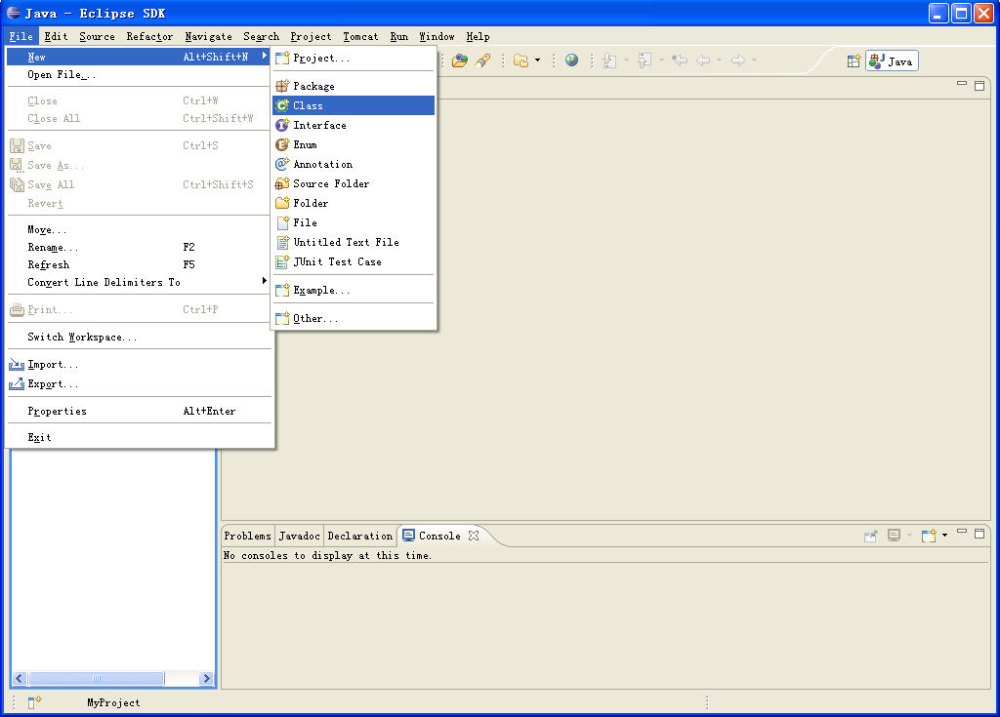 Java - Eclipse SDK
File Edit Source Refactor Navigate Search Project Tomcat Run Window Help
New Alt+Shift+N
Open File...
Close Ctrl+W
Close All Ctrl+Shift+W
Save Ctrl+S
Save As...
Save All Ctrl+Shift+S
Revert
Move...
Rename... F2
Refresh F5
Convert Line Delimiters To
Print... Ctrl+P
Switch Workspace...
Import...
Export...
Properties Alt+Enter
Exit
Project...
Package
Class
Interface
Enum
Annotation
Source Folder
Folder
File
Untitled Text File
JUnit Test Case
Example...
Other...
Java
Problems Javadoc Declaration Console
No consoles to display at this time.
MyProject